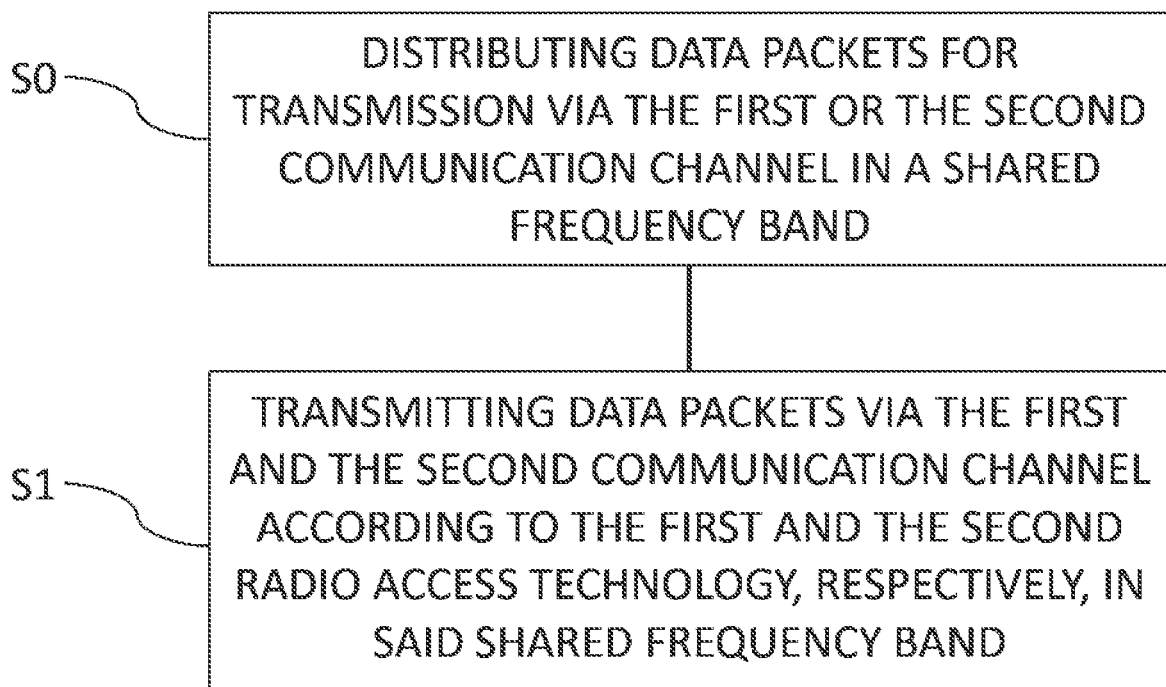 S0
DISTRIBUTING DATA PACKETS FOR
TRANSMISSION VIA THE FIRST OR THE SECOND
COMMUNICATION CHANNEL IN A SHARED
FREQUENCY BAND
S1
TRANSMITTING DATA PACKETS VIA THE FIRST
AND THE SECOND COMMUNICATION CHANNEL
ACCORDING TO THE FIRST AND THE SECOND
RADIO ACCESS TECHNOLOGY, RESPECTIVELY, IN
SAID SHARED FREQUENCY BAND